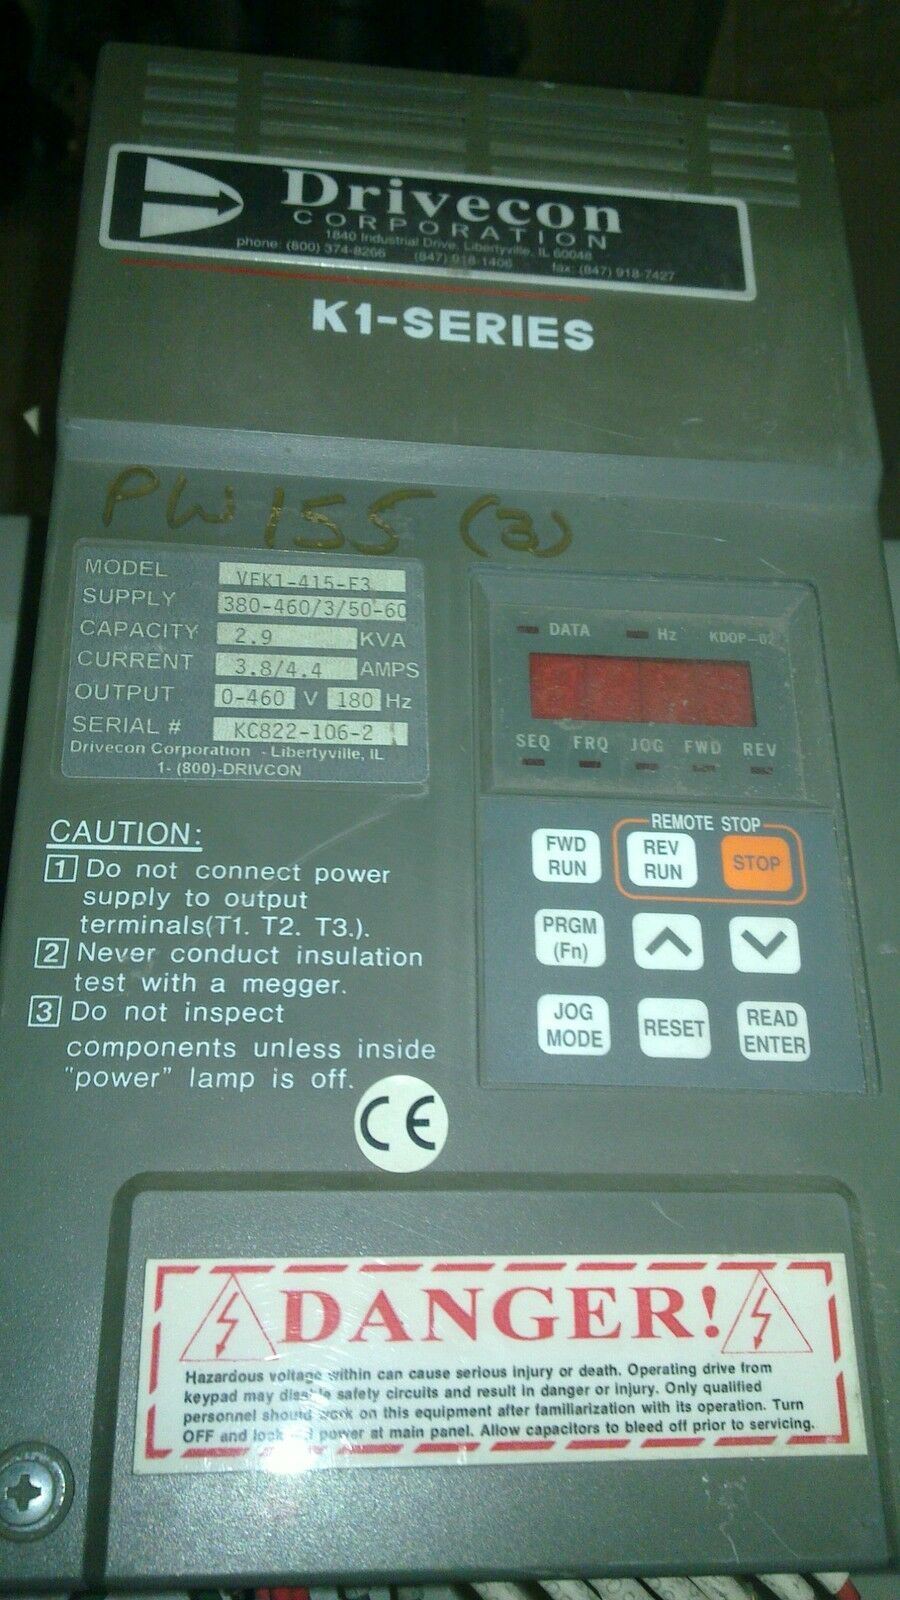 Drivecon
CORPORATION
1840 Industrial Drive, Libertyville, IL 60048
phone: (800) 374-8266 (847) 918-1406 fax: (847) 918-7427
K1-SERIES
PW 155 (3)
MODEL VFK1-415-F3
SUPPLY 380-460/3/50-60
CAPACITY 2.9 KVA
CURRENT 3.8/4.4 AMPS
OUTPUT 0-460 V 180 Hz
SERIAL # KC822-106-2
Drivecon Corporation - Libertyville, IL
1- (800)-DRIVCON
DATA Hz KDOP-02
SEQ FRQ JOG FWD REV
REMOTE STOP
FWD RUN
REV RUN
STOP
PRGM (Fn)
JOG MODE
RESET
READ ENTER
CAUTION:
1 Do not connect power
supply to output
terminals(T1. T2. T3.).
2 Never conduct insulation
test with a megger.
3 Do not inspect
components unless inside
"power" lamp is off.
CE
DANGER!
Hazardous voltage within can cause serious injury or death. Operating drive from
keypad may disable safety circuits and result in danger or injury. Only qualified
personnel should work on this equipment after familiarization with its operation. Turn
OFF and lock power at main panel. Allow capacitors to bleed off prior to servicing.